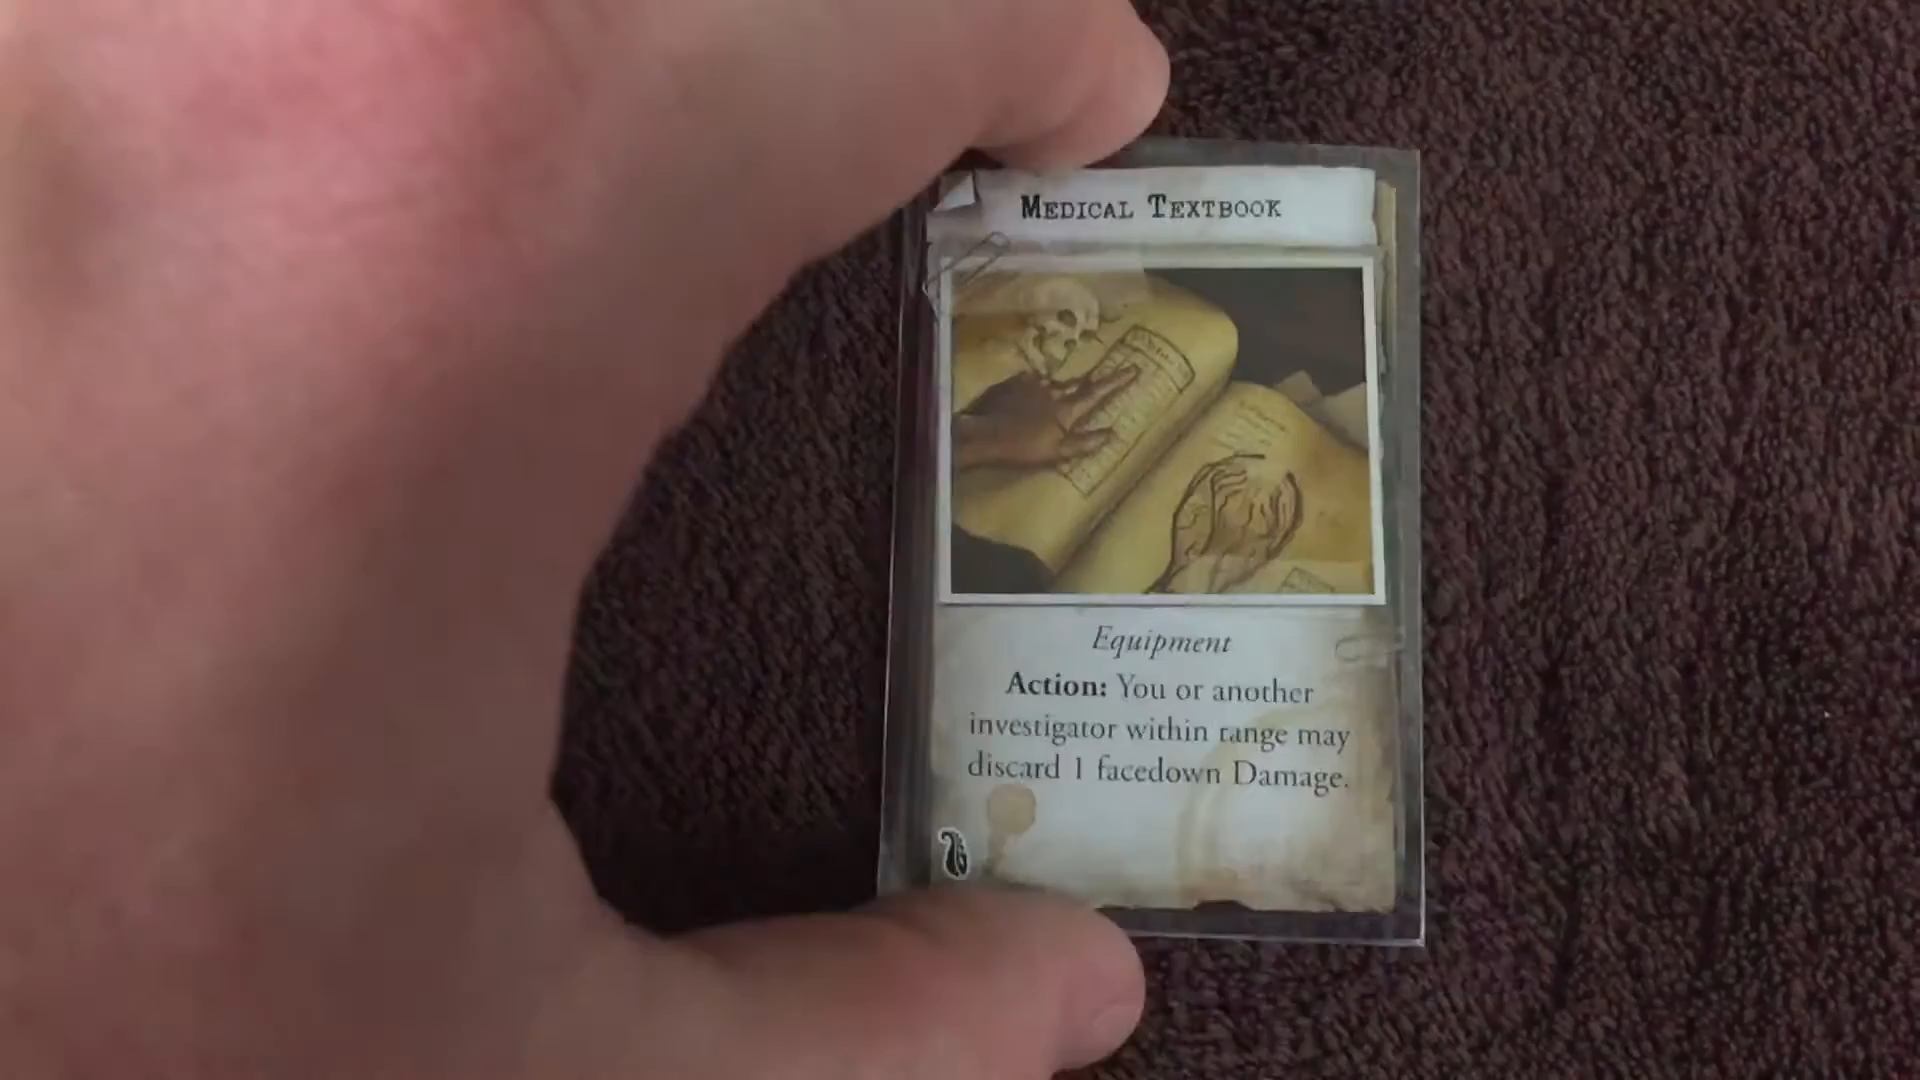 MEDICAL TEXTBOOK
Equipment
Action: You or another
investigator within range may
discard 1 facedown Damage.